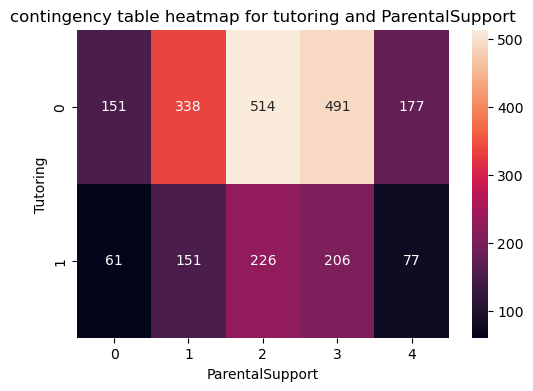 contingency table heatmap for tutoring and ParentalSupport
500
0
151 338 514 491 177
400
Tutoring
300
200
1
61 151 226 206 77
100
0 1 2 3 4
ParentalSupport